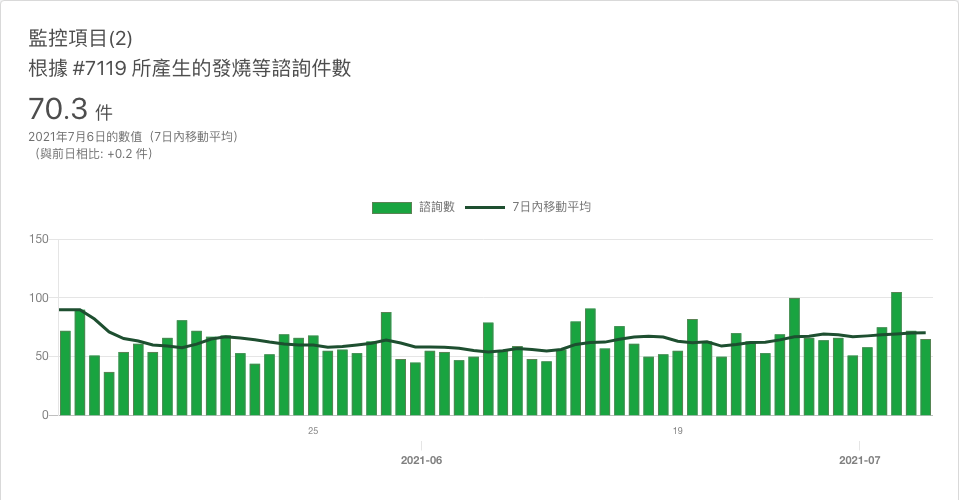 監控項目(2)
根據 #7119 所產生的發燒等諮詢件數
70.3 件
2021年7月6日的數值（7日內移動平均）
（與前日相比: +0.2 件）
諮詢數 7日內移動平均
150
100
50
0
25 19
2021-06 2021-07